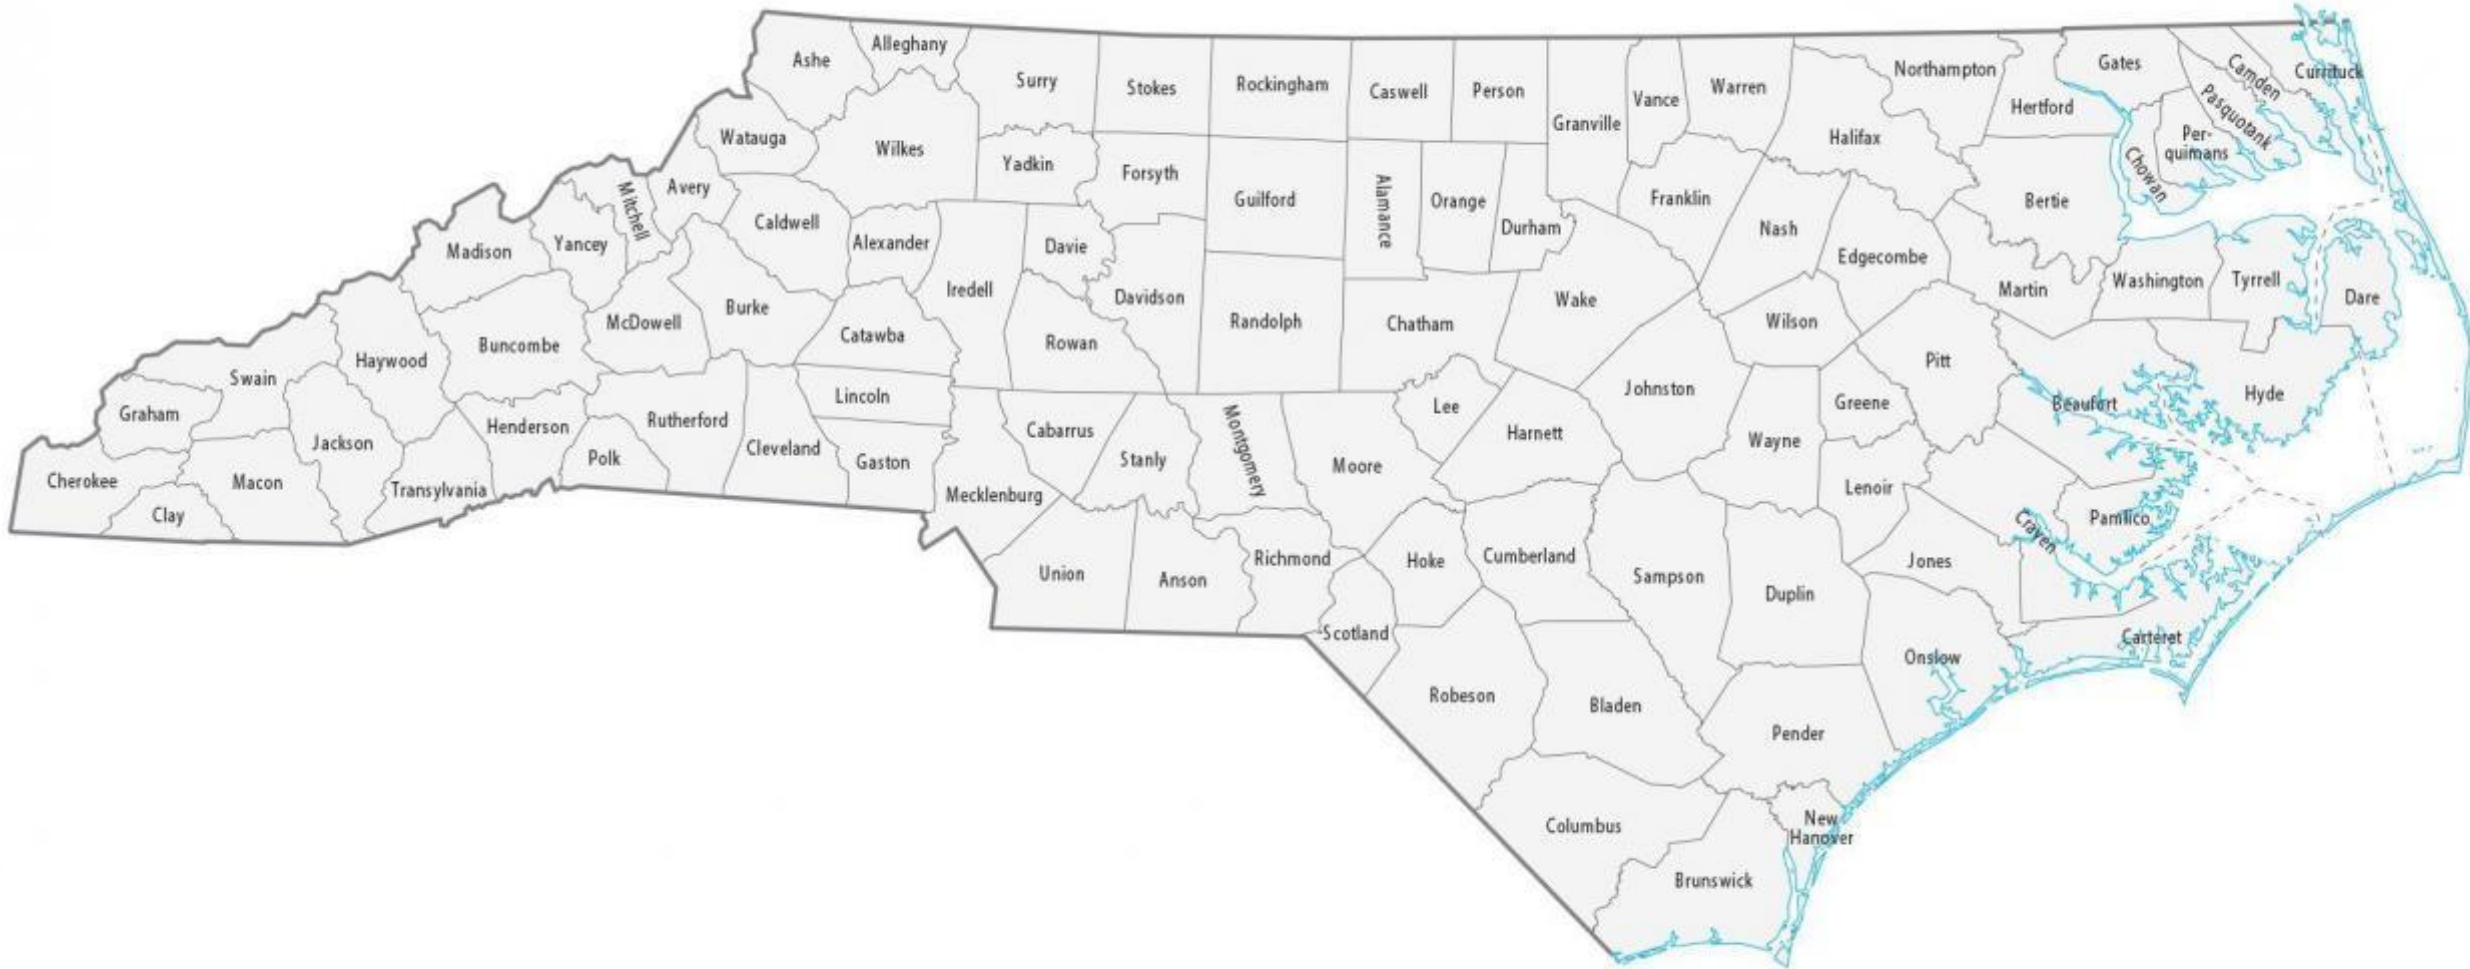 Ashe
Alleghany
Surry
Stokes
Rockingham
Caswell
Person
Granville
Vance
Warren
Northampton
Halifax
Hertford
Gates
Camden
Currituck
Pasquotank
Per-
quimans
Chowan
Watauga
Wilkes
Yadkin
Forsyth
Guilford
Alamance
Orange
Durham
Franklin
Nash
Edgecombe
Bertie
Mitchell
Avery
Caldwell
Alexander
Iredell
Davie
Davidson
Madison
Yancey
McDowell
Burke
Catawba
Rowan
Randolph
Chatham
Wake
Wilson
Martin
Washington
Tyrrell
Dare
Swain
Haywood
Buncombe
Graham
Jackson
Henderson
Rutherford
Polk
Cleveland
Lincoln
Gaston
Cabarrus
Stanly
Montgomery
Moore
Lee
Harnett
Johnston
Wayne
Greene
Pitt
Beaufort
Hyde
Cherokee
Clay
Macon
Transylvania
Mecklenburg
Lenoir
Craven
Pamlico
Union
Anson
Richmond
Hoke
Cumberland
Sampson
Duplin
Jones
Scotland
Robeson
Bladen
Pender
Onslow
Carteret
Columbus
New
Hanover
Brunswick